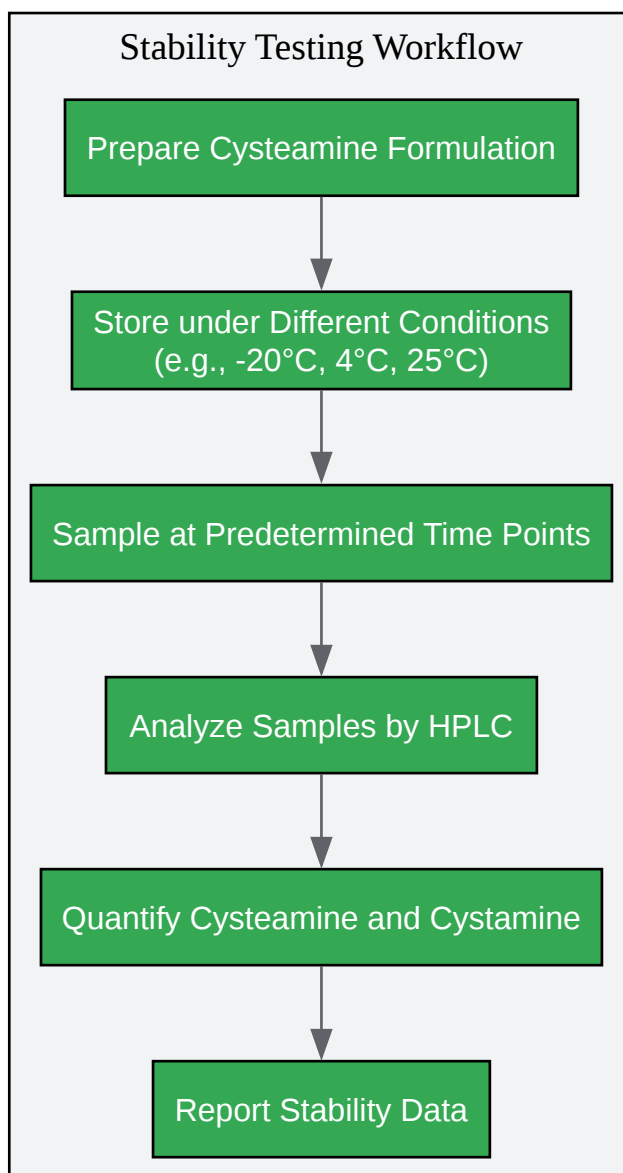 Stability Testing Workflow
Prepare Cysteamine Formulation
Store under Different Conditions
(e.g., -20°C, 4°C, 25°C)
Sample at Predetermined Time Points
Analyze Samples by HPLC
Quantify Cysteamine and Cystamine
Report Stability Data